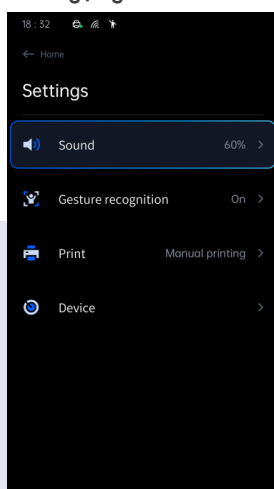 18:32
← Home
Settings
Sound 60% >
Gesture recognition On >
Print Manual printing >
Device >